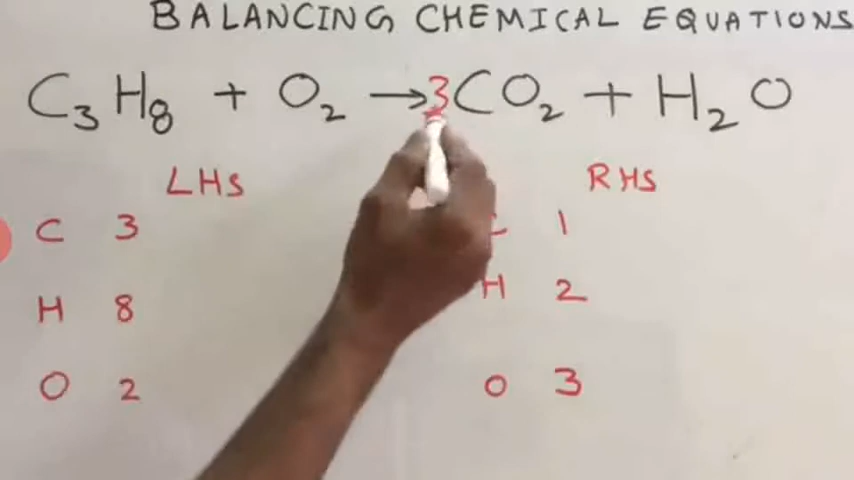 BALANCING CHEMICAL EQUATIONS
C₃H₈ + O₂ → 3CO₂ + H₂O
LHS RHS
C 3 1
H 8 H 2
O 2 O 3